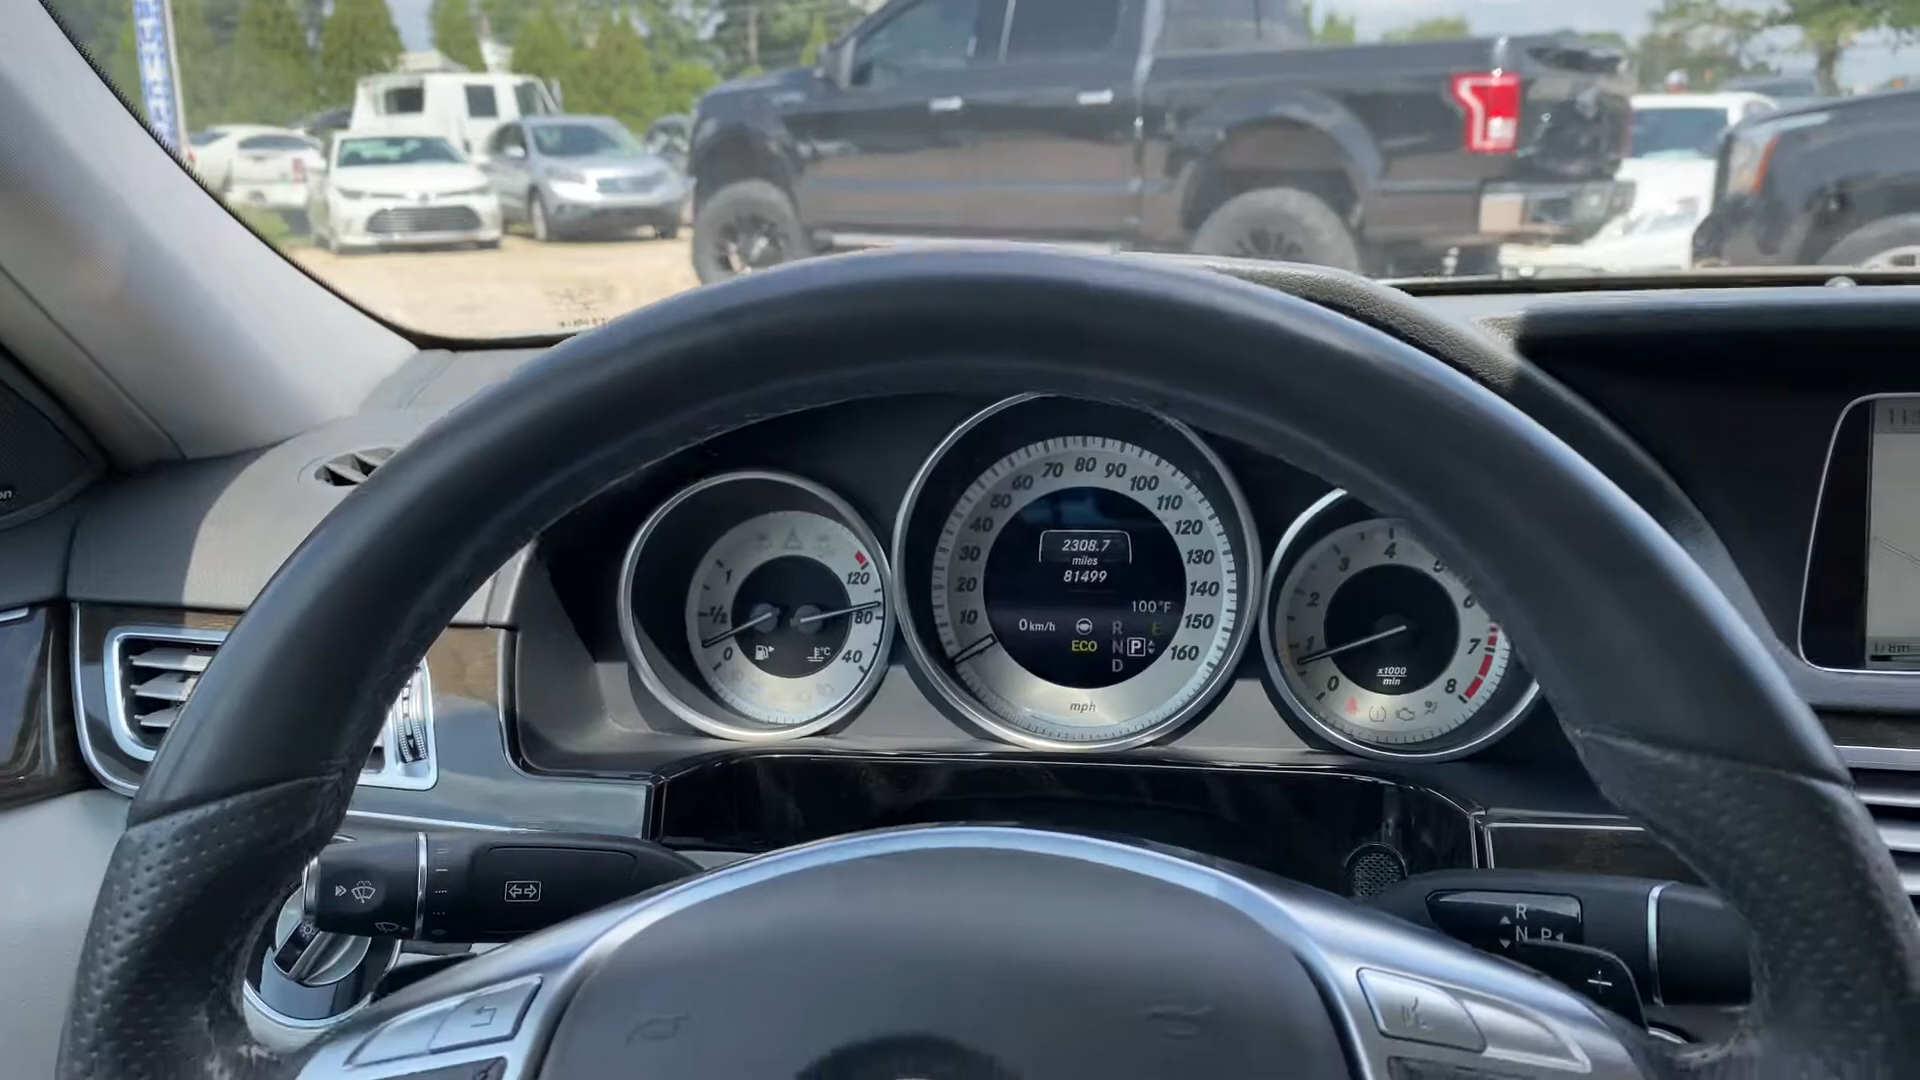 70 80 90
60 100
50 110
40 120
30 130
20 140
10 150
160
mph
2308.7
miles
81499
100°F
0 km/h
ECO
R
N P
D
E
1
1/2
0
120
80
40
°C
0 1 2 3 4 5 6 7 8
x1000
min
R
N P
+